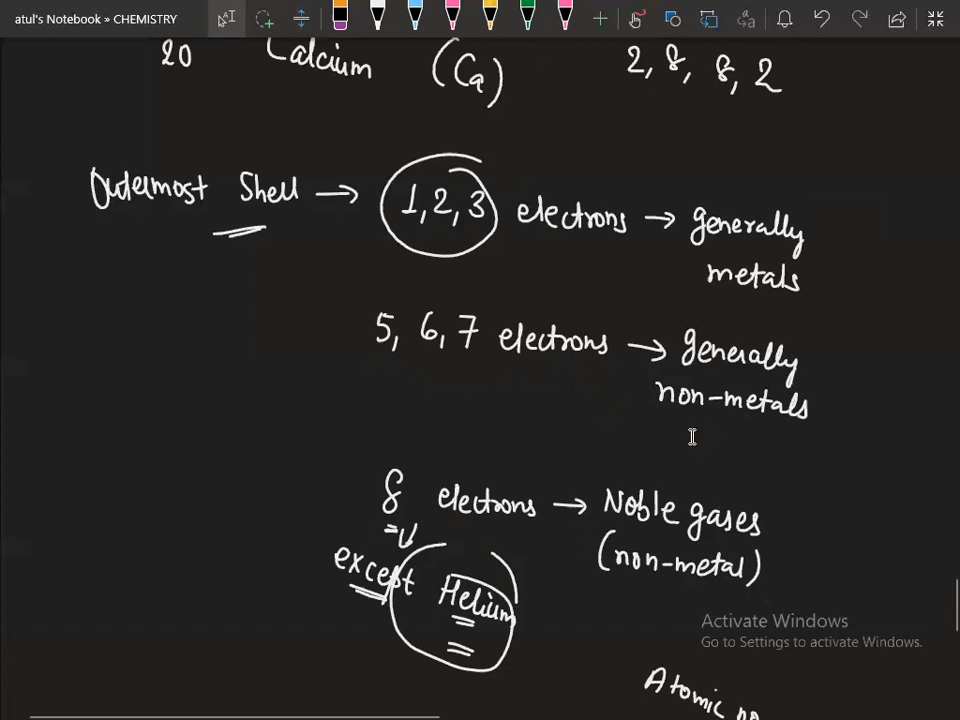 atul's Notebook » CHEMISTRY
20 Calcium (Ca) 2, 8, 8, 2
Outermost Shell → 1, 2, 3 electrons → generally
metals
5, 6, 7 electrons → generally
non-metals
8 electrons → Noble gases
(non-metal)
except Helium
Activate Windows
Go to Settings to activate Windows.
Atomic no